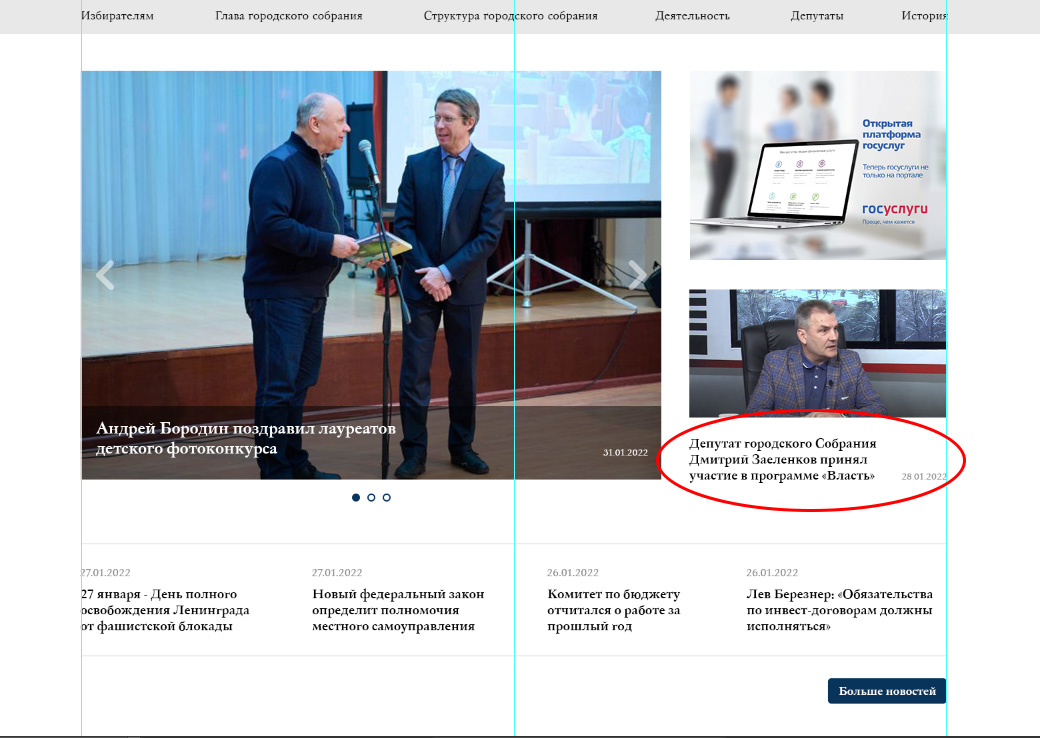 Избирателям Глава городского собрания Структура городского собрания Деятельность Депутаты История
Открытая
платформа
госуслуг
Теперь госуслуги не
только на портале
госуслуги
Проще, чем кажется
Андрей Бородин поздравил лауреатов
детского фотоконкурса
31.01.2022
Депутат городского Собрания
Дмитрий Заеленков принял
участие в программе «Власть»
28.01.2022
27.01.2022
27 января - День полного
освобождения Ленинграда
от фашистской блокады
27.01.2022
Новый федеральный закон
определит полномочия
местного самоуправления
26.01.2022
Комитет по бюджету
отчитался о работе за
прошлый год
26.01.2022
Лев Березнер: «Обязательства
по инвест-договорам должны
исполняться»
Больше новостей